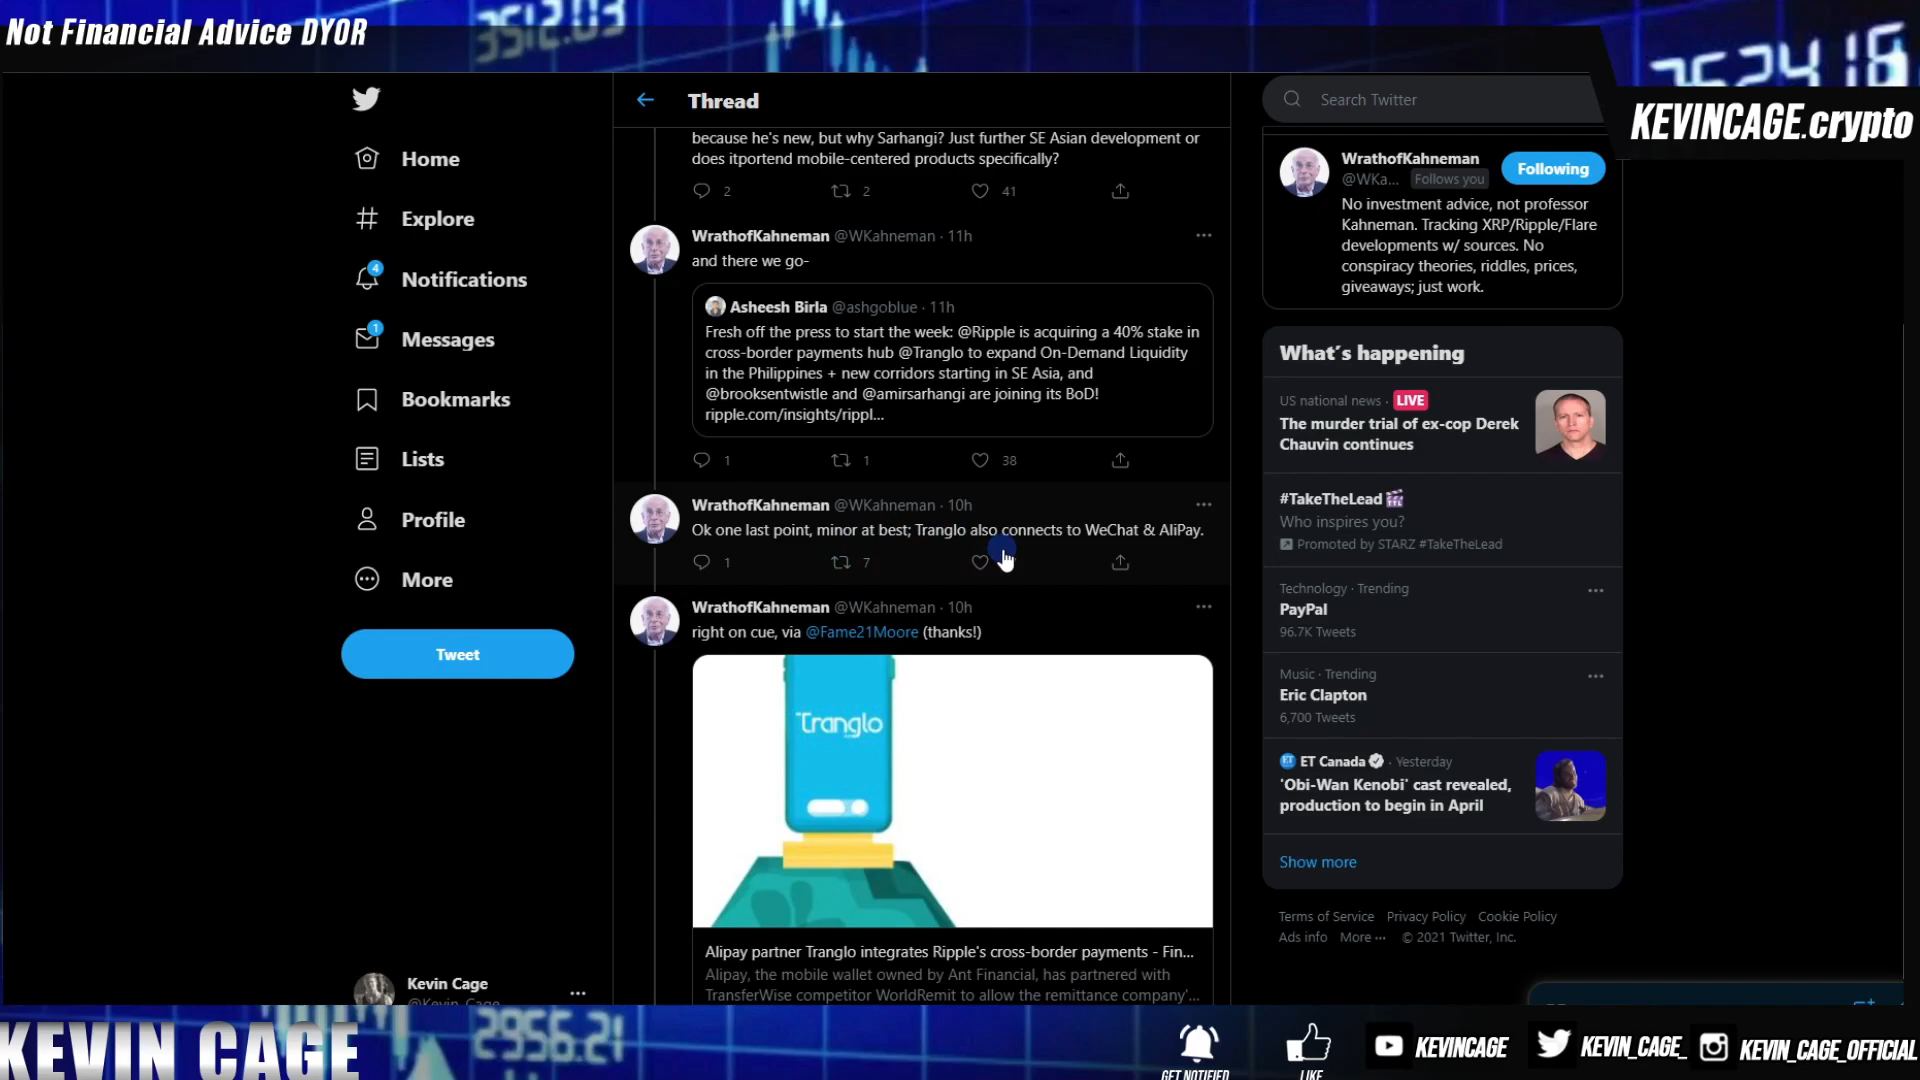 Not Financial Advice DYOR
3512.03
KEVINCAGE.crypto
Home
Explore
4
Notifications
1
Messages
Bookmarks
Lists
Profile
More
Tweet
Kevin Cage
@Kevin_Cage_
Thread
because he's new, but why Sarhangi? Just further SE Asian development or
does itportend mobile-centered products specifically?
2 2 41
WrathofKahneman @WKahneman · 11h
and there we go-
Asheesh Birla @ashgoblue · 11h
Fresh off the press to start the week: @Ripple is acquiring a 40% stake in
cross-border payments hub @Tranglo to expand On-Demand Liquidity
in the Philippines + new corridors starting in SE Asia, and
@brooksentwistle and @amirsarhangi are joining its BoD!
ripple.com/insights/rippl...
1 1 38
WrathofKahneman @WKahneman · 10h
Ok one last point, minor at best; Tranglo also connects to WeChat & AliPay.
1 7
WrathofKahneman @WKahneman · 10h
right on cue, via @Fame21Moore (thanks!)
Tranglo
Alipay partner Tranglo integrates Ripple's cross-border payments - Fin...
Alipay, the mobile wallet owned by Ant Financial, has partnered with
TransferWise competitor WorldRemit to allow the remittance company'...
Search Twitter
WrathofKahneman
@WKa... Follows you
Following
No investment advice, not professor
Kahneman. Tracking XRP/Ripple/Flare
developments w/ sources. No
conspiracy theories, riddles, prices,
giveaways; just work.
What's happening
US national news · LIVE
The murder trial of ex-cop Derek
Chauvin continues
#TakeTheLead
Who inspires you?
Promoted by STARZ #TakeTheLead
Technology · Trending
PayPal
96.7K Tweets
Music · Trending
Eric Clapton
6,700 Tweets
ET Canada · Yesterday
'Obi-Wan Kenobi' cast revealed,
production to begin in April
Show more
Terms of Service Privacy Policy Cookie Policy
Ads info More ··· © 2021 Twitter, Inc.
KEVIN CAGE
2956.21
GET NOTIFIED
LIKE
KEVINCAGE
KEVIN_CAGE_
KEVIN_CAGE_OFFICIAL